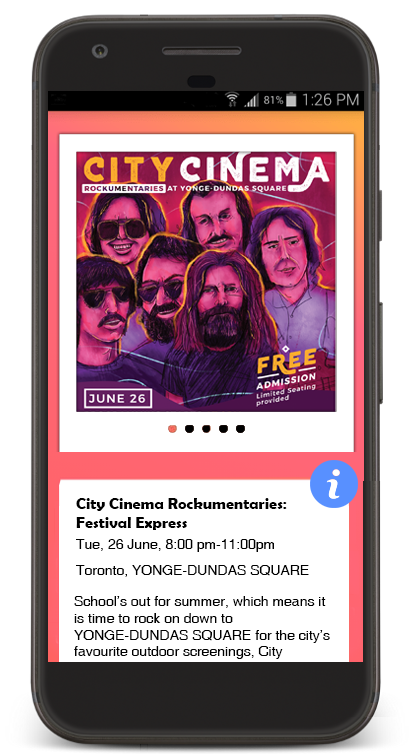 81% 1:26 PM
CITY CINEMA
ROCKUMENTARIES AT YONGE-DUNDAS SQUARE
FREE
ADMISSION
Limited Seating
provided
JUNE 26
i
City Cinema Rockumentaries:
Festival Express
Tue, 26 June, 8:00 pm-11:00pm
Toronto, YONGE-DUNDAS SQUARE
School's out for summer, which means it
is time to rock on down to
YONGE-DUNDAS SQUARE for the city's
favourite outdoor screenings, City